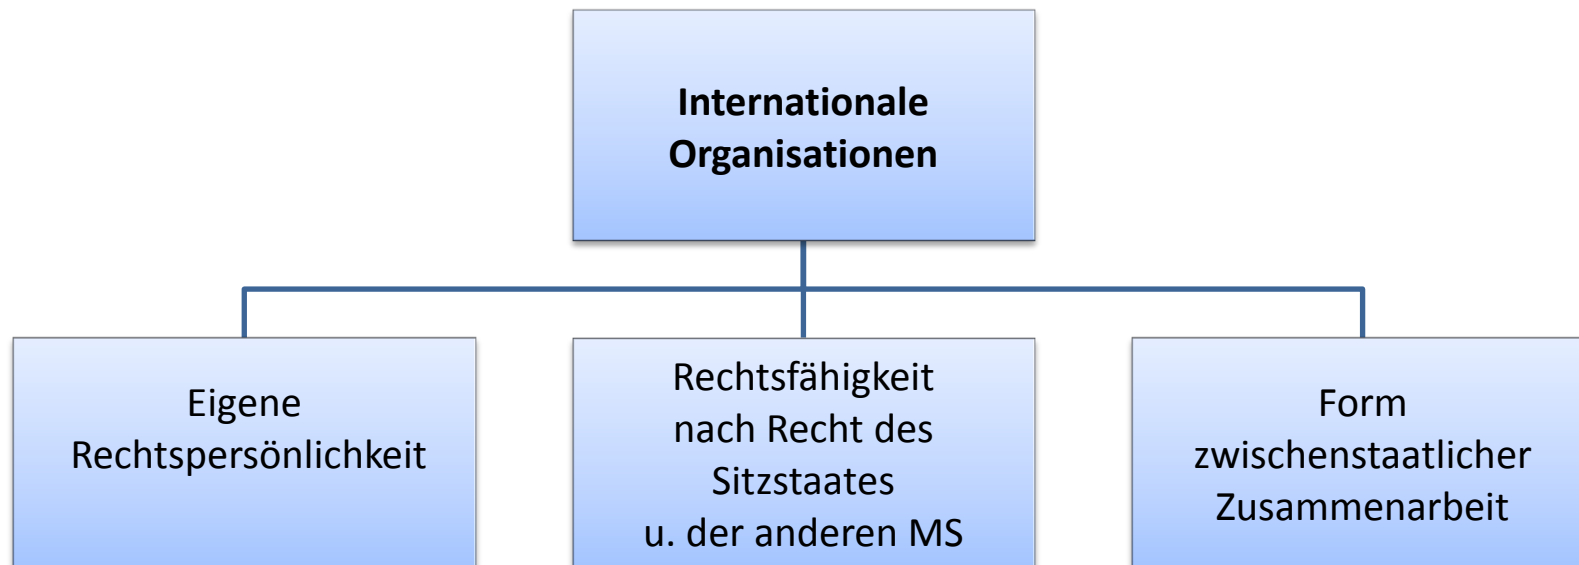 Internationale
Organisationen
Eigene
Rechtspersönlichkeit
Rechtsfähigkeit
nach Recht des
Sitzstaates
u. der anderen MS
Form
zwischenstaatlicher
Zusammenarbeit